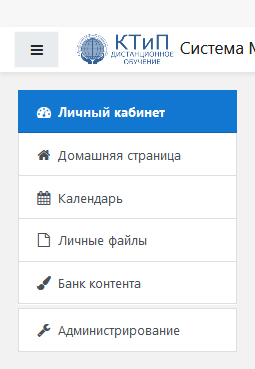 КТиП
ДИСТАНЦИОННОЕ
ОБУЧЕНИЕ
Система
Личный кабинет
Домашняя страница
Календарь
Личные файлы
Банк контента
Администрирование